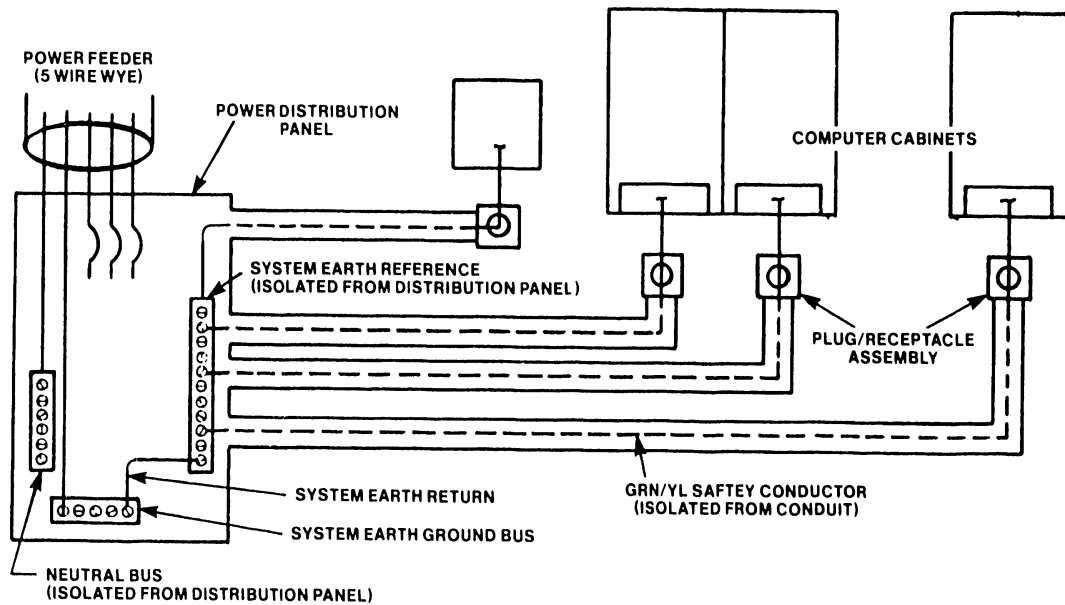 POWER FEEDER
(5 WIRE WYE)
POWER DISTRIBUTION
PANEL
COMPUTER CABINETS
SYSTEM EARTH REFERENCE
(ISOLATED FROM DISTRIBUTION PANEL)
PLUG/RECEPTACLE
ASSEMBLY
SYSTEM EARTH RETURN
GRN/YL SAFTEY CONDUCTOR
(ISOLATED FROM CONDUIT)
SYSTEM EARTH GROUND BUS
NEUTRAL BUS
(ISOLATED FROM DISTRIBUTION PANEL)